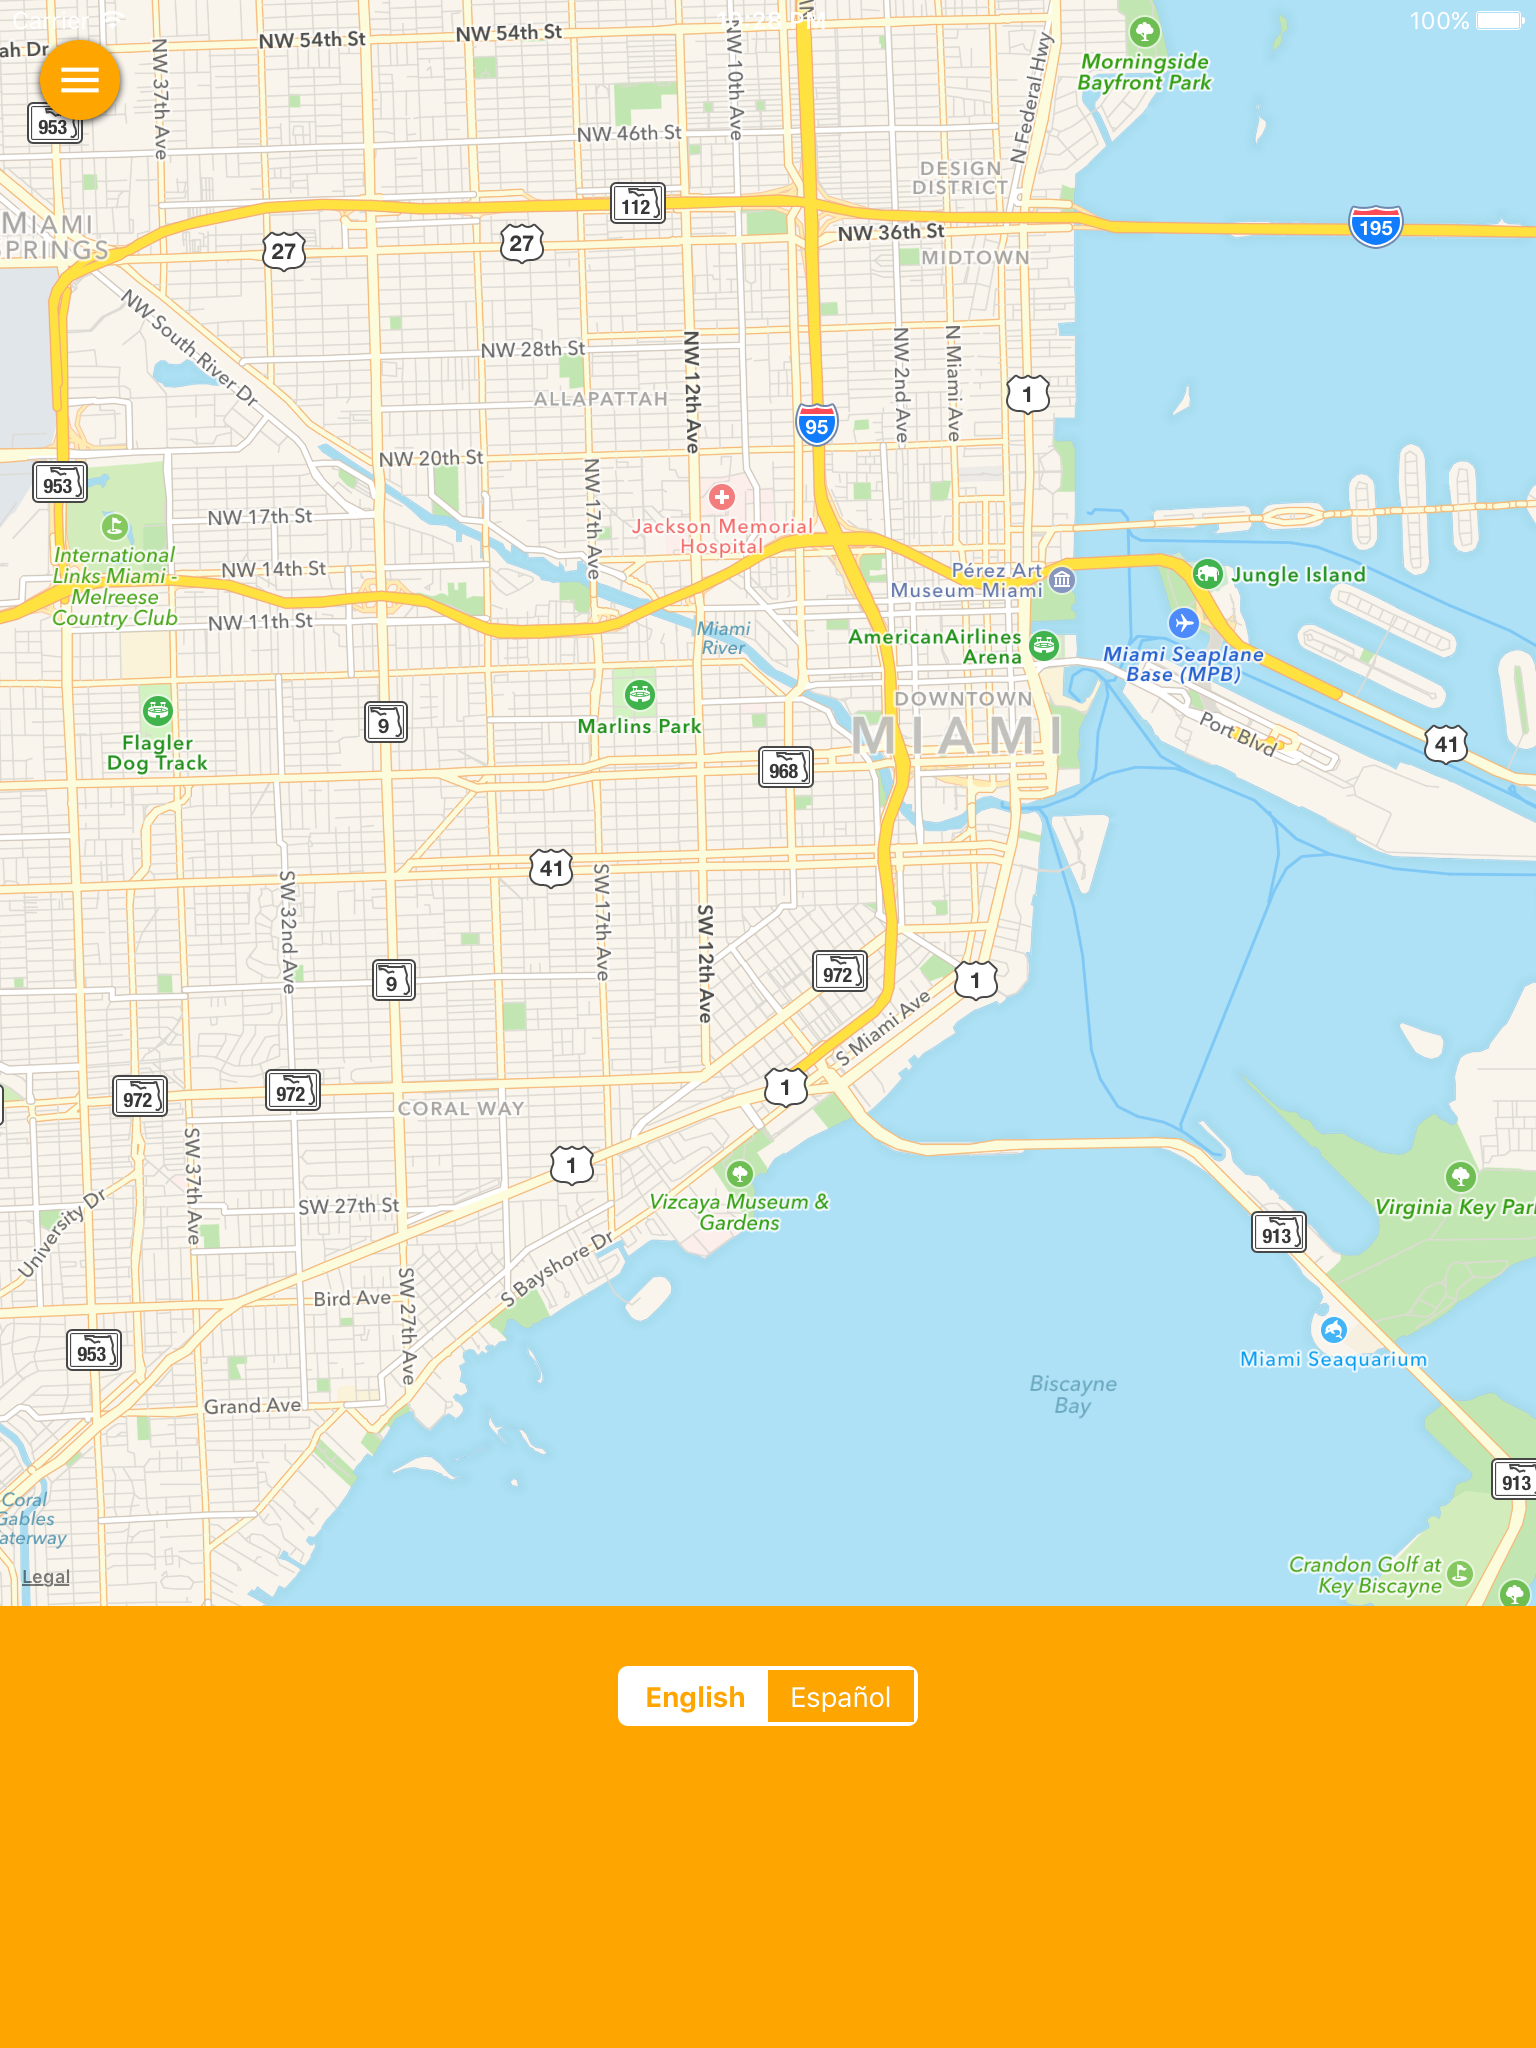 Carrier
100%
ah Dr
NW 54th St
NW 54th St
NW 37th Ave
NW 10th Ave
N Federal Hwy
Morningside
Bayfront Park
953
NW 46th St
DESIGN
DISTRICT
112
MIAMI
SPRINGS
27
27
NW 36th St
195
MIDTOWN
NW South River Dr
NW 28th St
NW 12th Ave
NW 2nd Ave
N Miami Ave
ALLAPATTAH
1
95
NW 20th St
953
NW 17th Ave
Jackson Memorial
Hospital
NW 17th St
International
Links Miami -
Melreese
Country Club
NW 14th St
Pérez Art
Museum Miami
Jungle Island
NW 11th St
Miami
River
AmericanAirlines
Arena
Miami Seaplane
Base (MPB)
DOWNTOWN
MIAMI
Marlins Park
9
Flagler
Dog Track
Port Blvd
41
968
41
SW 32nd Ave
SW 17th Ave
SW 12th Ave
9
972
1
S Miami Ave
972
972
1
CORAL WAY
SW 37th Ave
1
Vizcaya Museum &
Gardens
Virginia Key Par
University Dr
SW 27th St
913
S Bayshore Dr
Bird Ave
SW 27th Ave
953
Miami Seaquarium
Biscayne
Bay
Grand Ave
913
Coral
Gables
aterway
Legal
Crandon Golf at
Key Biscayne
English
Español